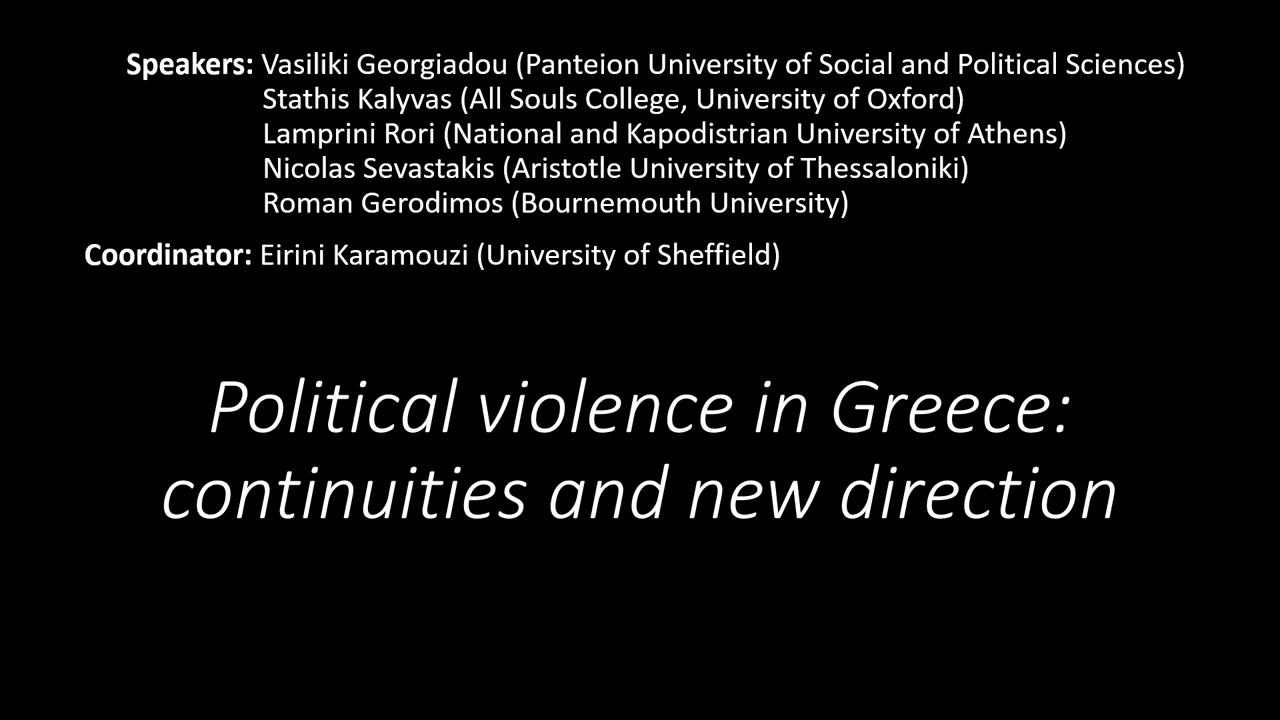 Speakers: Vasiliki Georgiadou (Panteion University of Social and Political Sciences)
Stathis Kalyvas (All Souls College, University of Oxford)
Lamprini Rori (National and Kapodistrian University of Athens)
Nicolas Sevastakis (Aristotle University of Thessaloniki)
Roman Gerodimos (Bournemouth University)
Coordinator: Eirini Karamouzi (University of Sheffield)
Political violence in Greece:
continuities and new direction